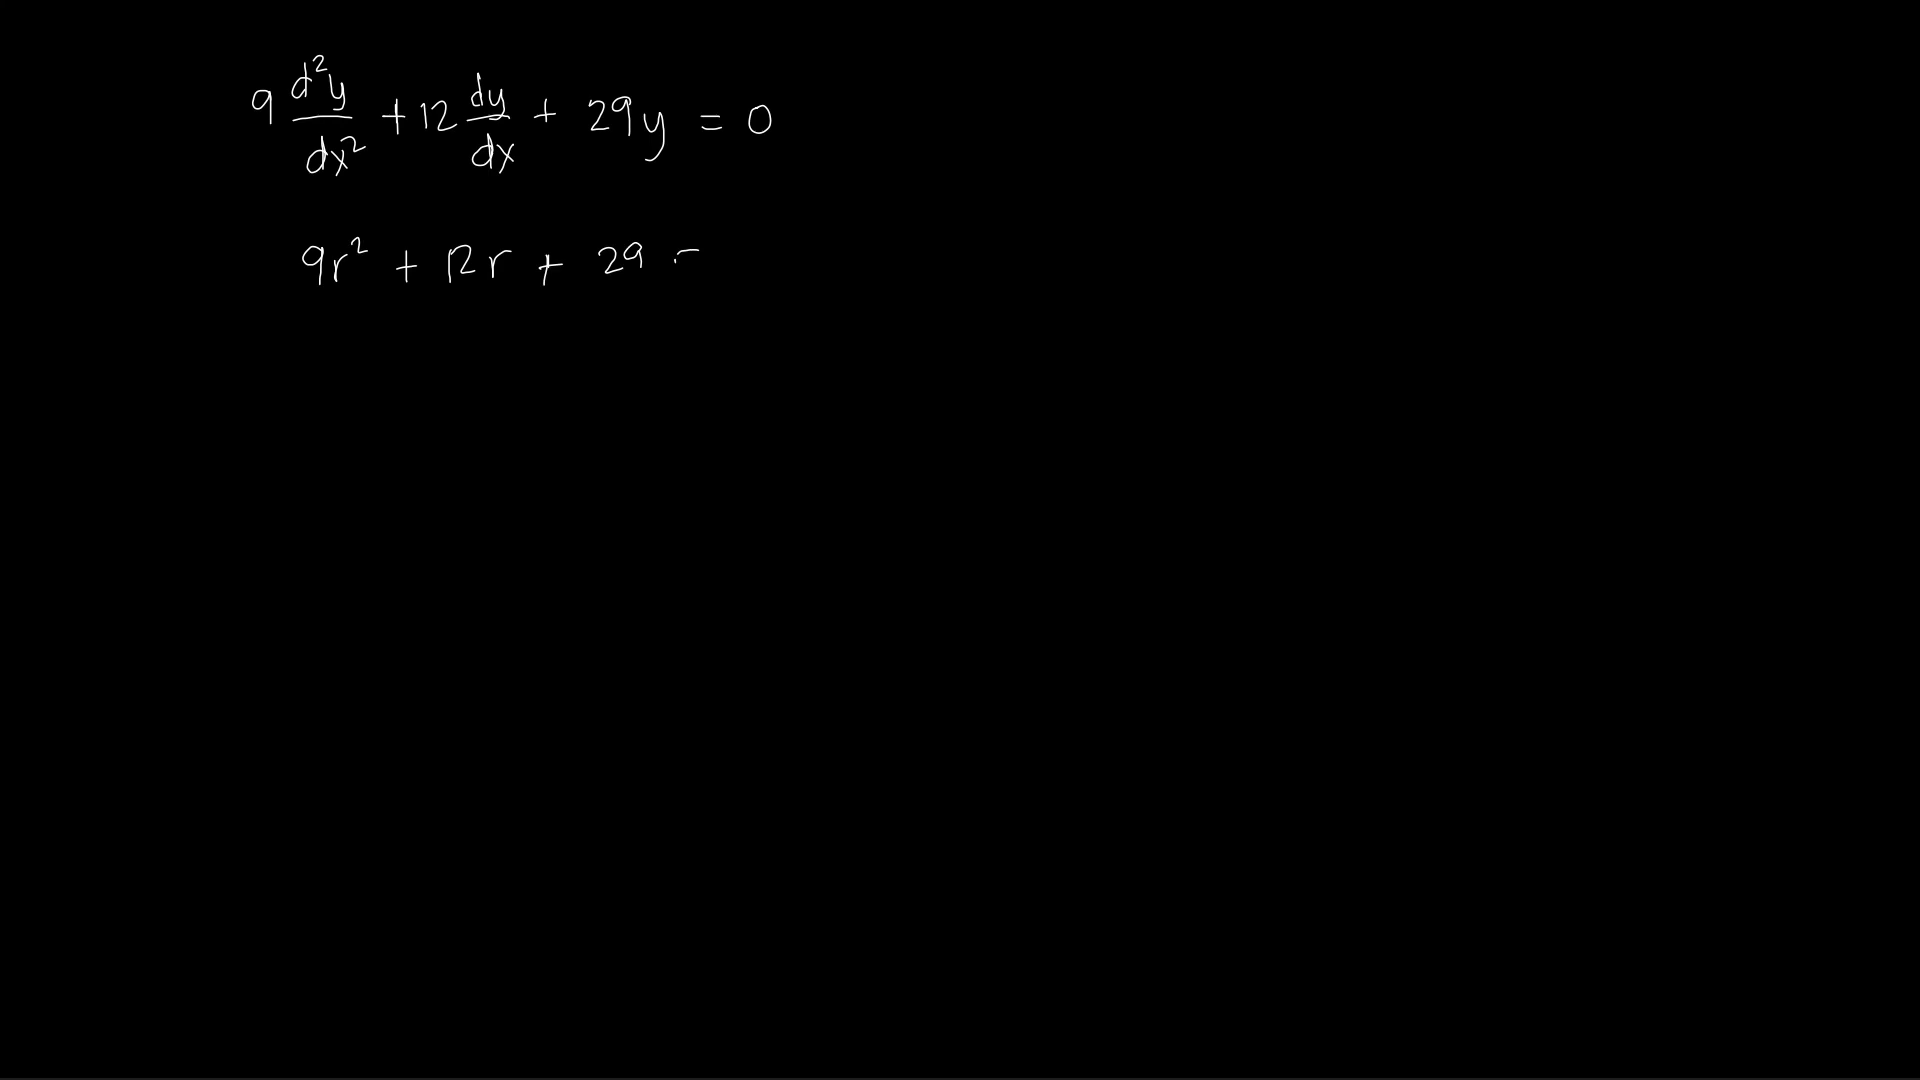 9 d²y/dx² + 12 dy/dx + 29y = 0
9r² + 12r + 29 =